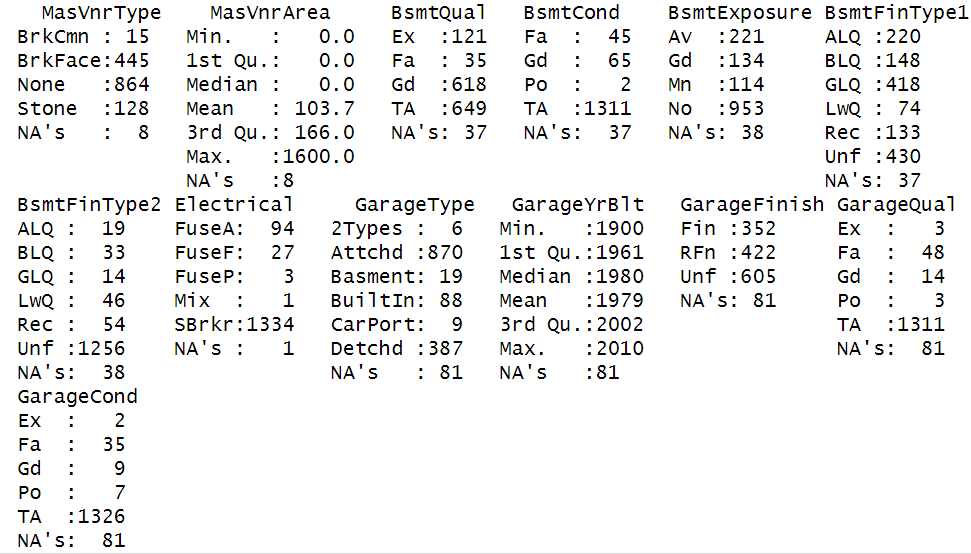 MasVnrType    MasVnrArea     BsmtQual   BsmtCond    BsmtExposure BsmtFinType1
BrkCmn : 15   Min.   :   0.0   Ex :121   Fa :  45   Av  :221     ALQ :220
BrkFace:445   1st Qu.:   0.0   Fa : 35   Gd :  65   Gd  :134     BLQ :148
None   :864   Median :   0.0   Gd :618   Po :   2   Mn  :114     GLQ :418
Stone  :128   Mean   : 103.7   TA :649   TA :1311   No  :953     LwQ : 74
NA's   :  8   3rd Qu.: 166.0   NA's: 37  NA's:  37  NA's: 38     Rec :133
              Max.   :1600.0                                     Unf :430
              NA's   :8                                          NA's: 37
BsmtFinType2 Electrical     GarageType   GarageYrBlt   GarageFinish GarageQual
ALQ :  19    FuseA:  94   2Types :  6   Min.   :1900   Fin :352     Ex  :   3
BLQ :  33    FuseF:  27   Attchd :870   1st Qu.:1961   RFn :422     Fa  :  48
GLQ :  14    FuseP:   3   Basment: 19   Median :1980   Unf :605     Gd  :  14
LwQ :  46    Mix  :   1   BuiltIn: 88   Mean   :1979   NA's: 81     Po  :   3
Rec :  54    SBrkr:1334   CarPort:  9   3rd Qu.:2002                TA  :1311
Unf :1256    NA's :   1   Detchd :387   Max.   :2010                NA's:  81
NA's:  38                 NA's   : 81   NA's   :81
GarageCond
Ex  :   2
Fa  :  35
Gd  :   9
Po  :   7
TA  :1326
NA's:  81